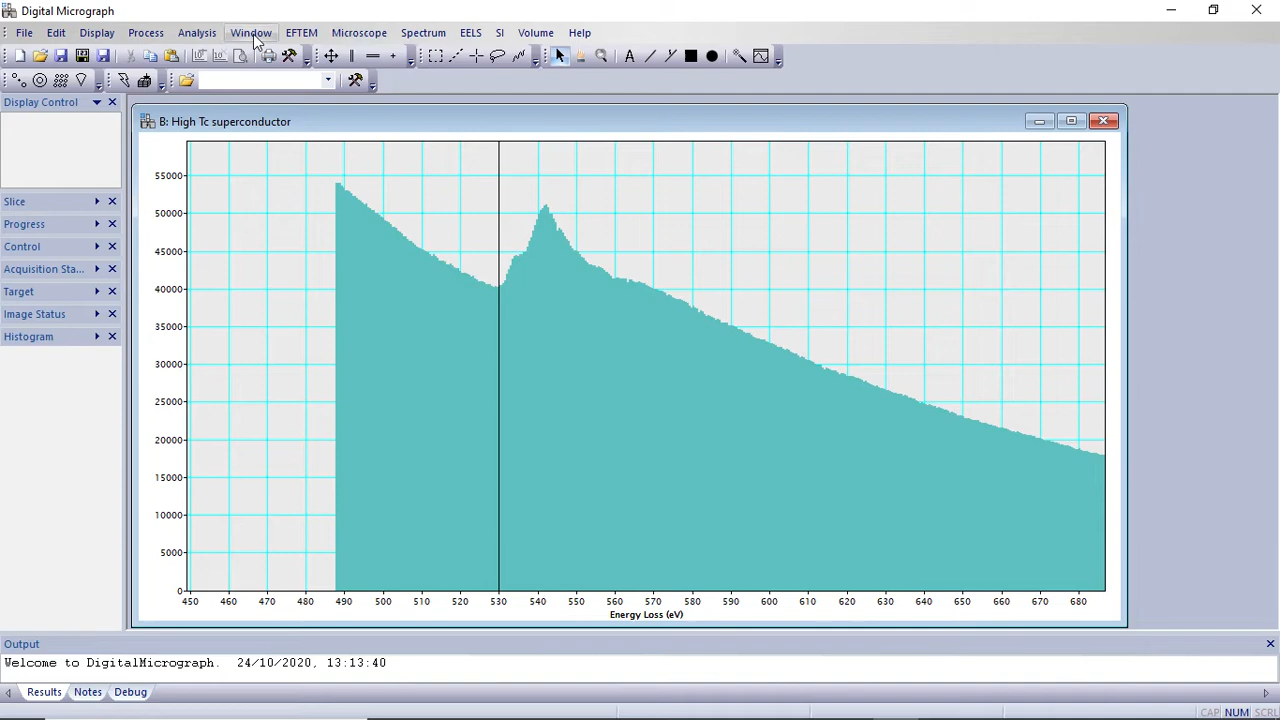 Digital Micrograph
File Edit Display Process Analysis Window EFTEM Microscope Spectrum EELS SI Volume Help
Display Control
B: High Tc superconductor
Slice
Progress
Control
Acquisition Sta...
Target
Image Status
Histogram
55000
50000
45000
40000
35000
30000
25000
20000
15000
10000
5000
0
450 460 470 480 490 500 510 520 530 540 550 560 570 580 590 600 610 620 630 640 650 660 670 680
Energy Loss (eV)
Output
Welcome to DigitalMicrograph. 24/10/2020, 13:13:40
Results Notes Debug
CAP NUM SCRL